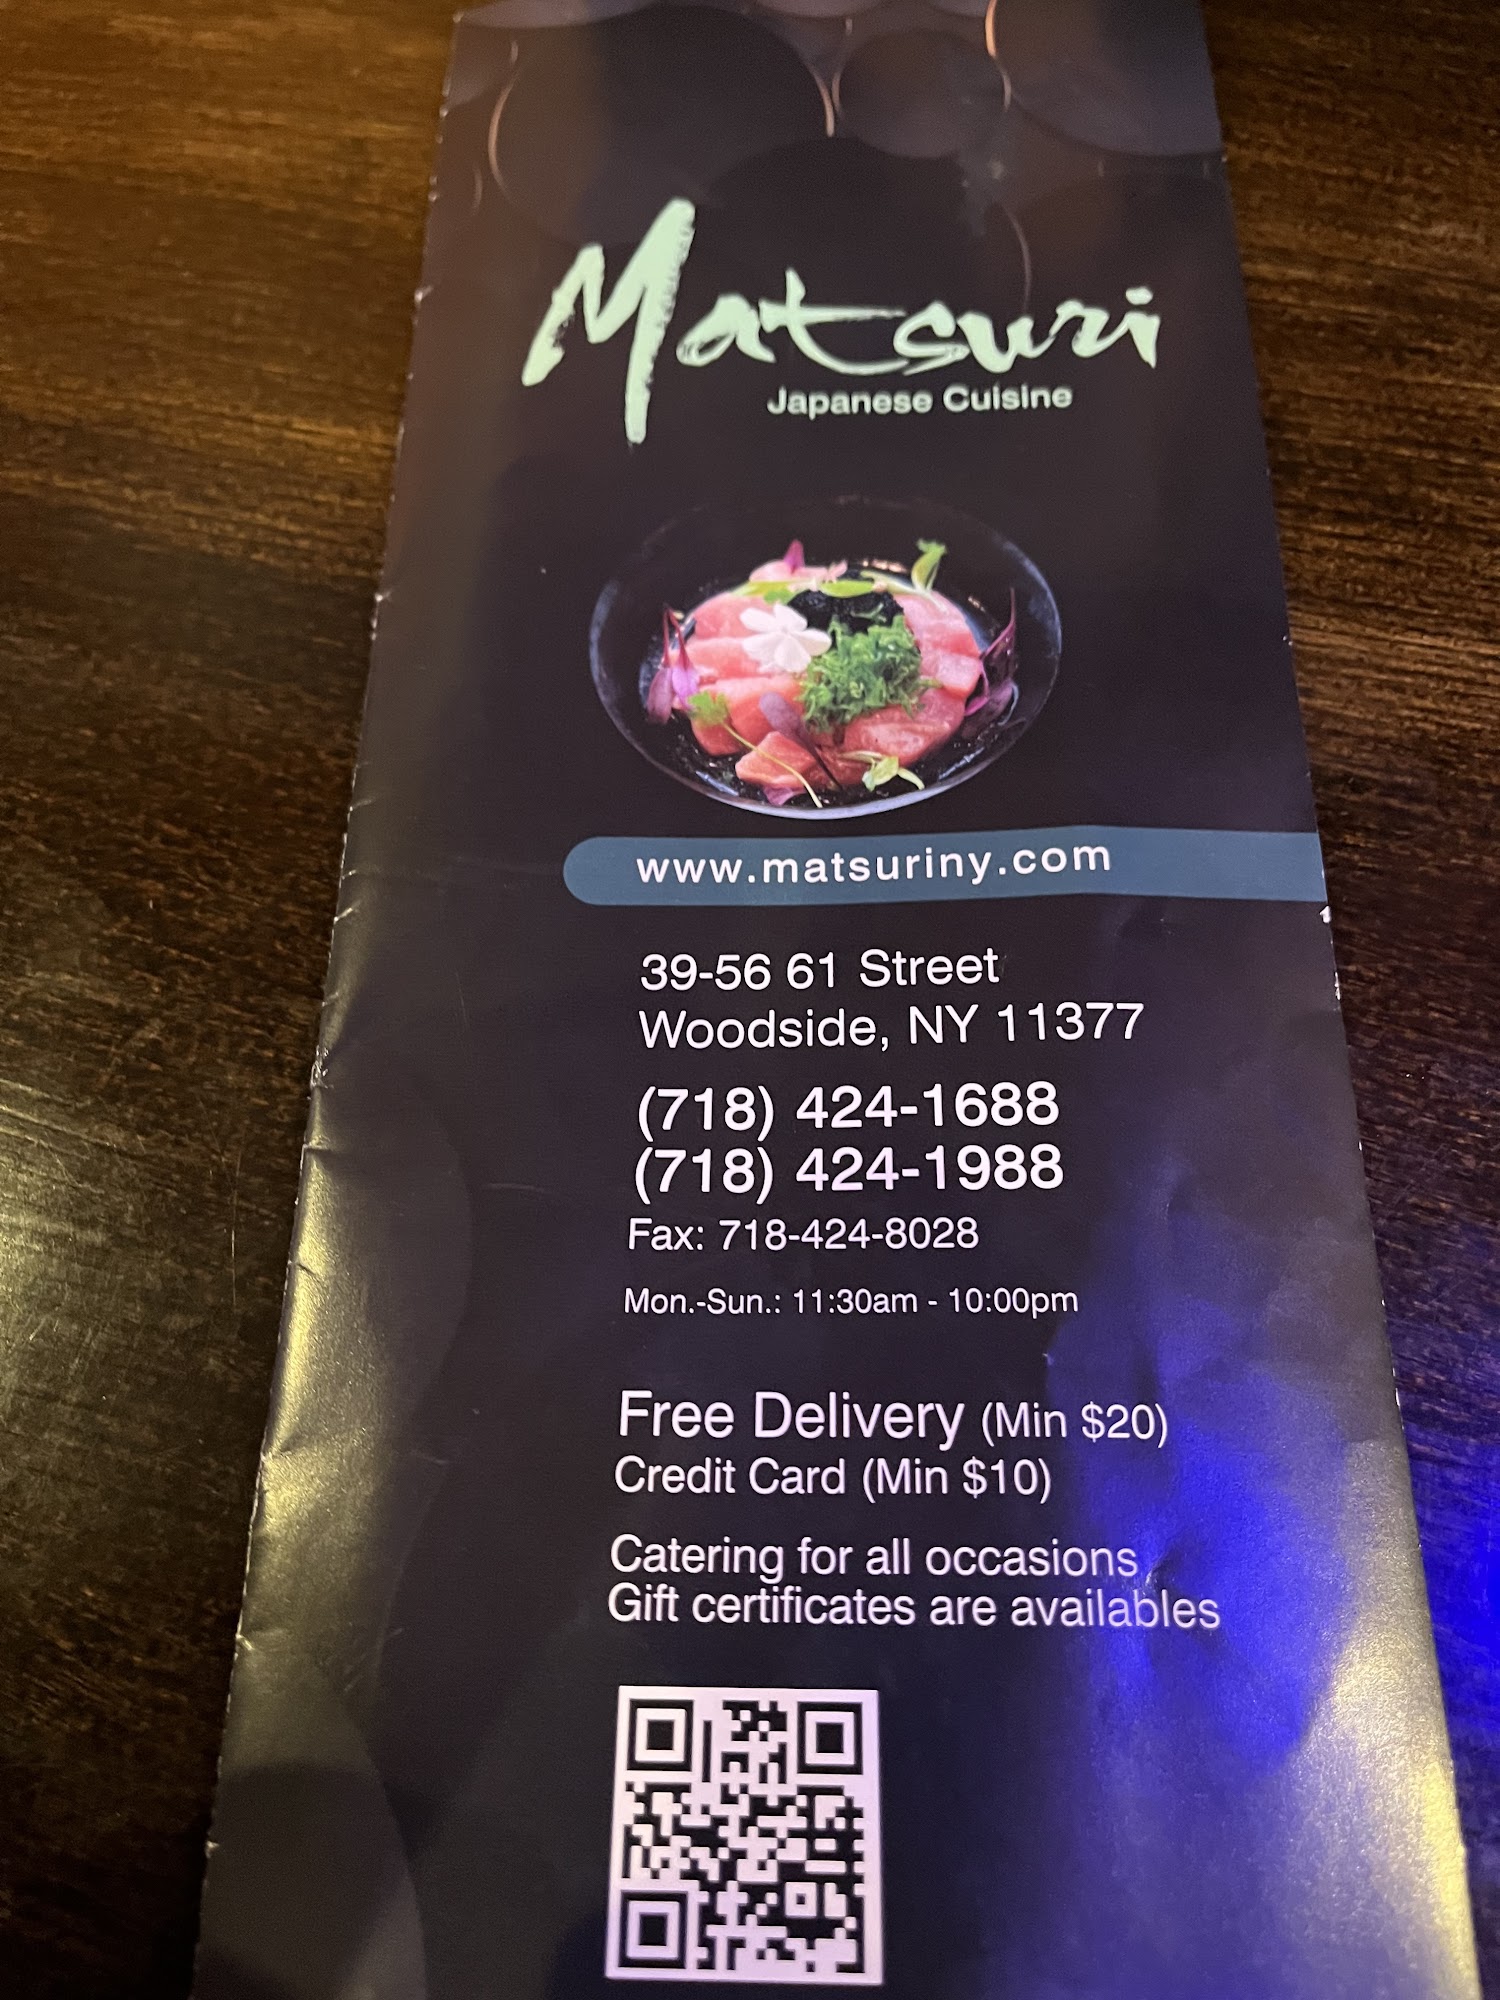 Matsuri
Japanese Cuisine
www.matsuriny.com
39-56 61 Street
Woodside, NY 11377
(718) 424-1688
(718) 424-1988
Fax: 718-424-8028
Mon.-Sun.: 11:30am - 10:00pm
Free Delivery (Min $20)
Credit Card (Min $10)
Catering for all occasions
Gift certificates are availables